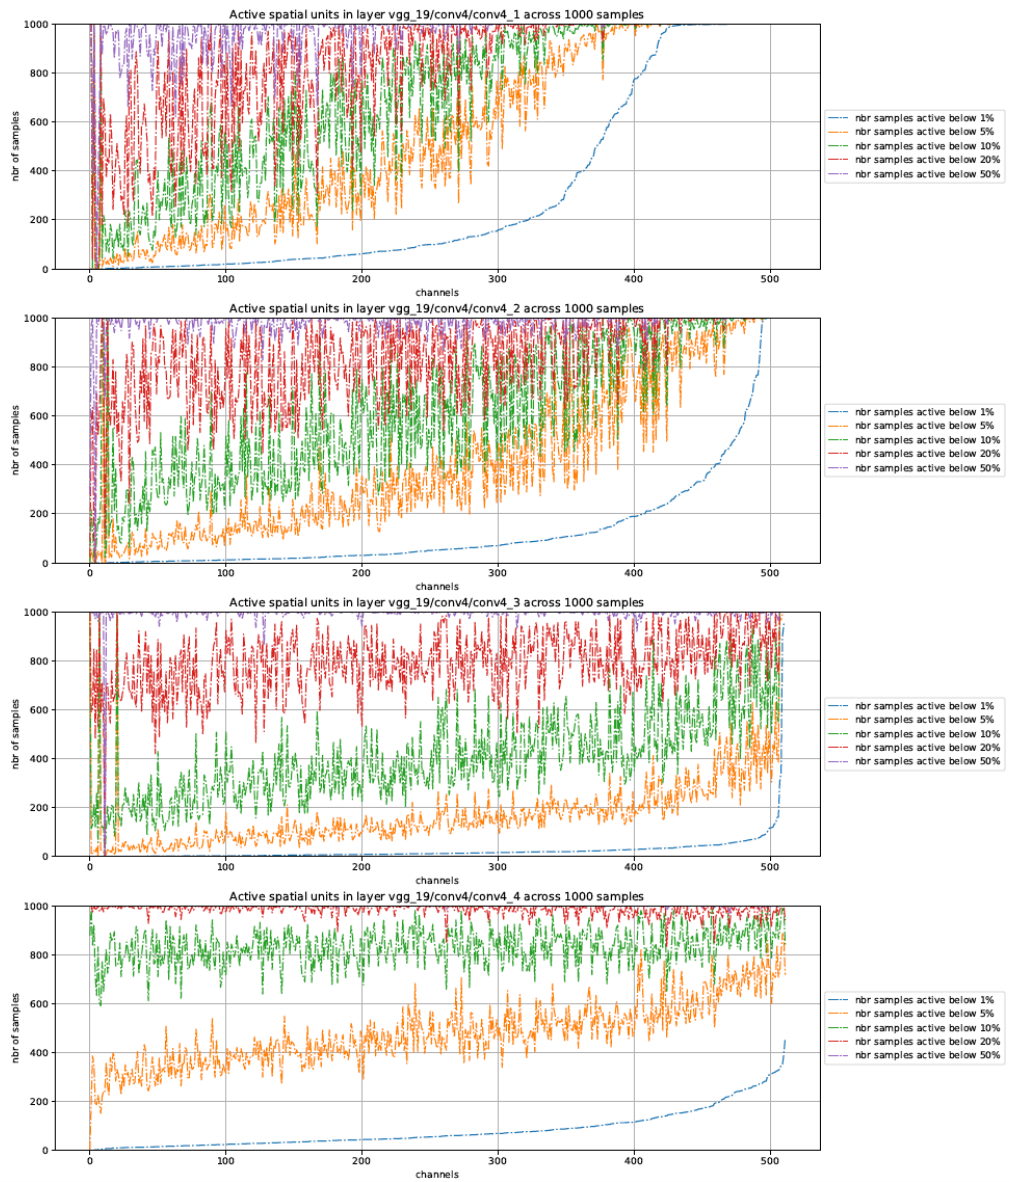 Active spatial units in layer vgg_19/conv4/conv4_1 across 1000 samples
1000
800
600
400
200
0
nbr of samples
0 100 200 300 400 500
channels
nbr samples active below 1%
nbr samples active below 5%
nbr samples active below 10%
nbr samples active below 20%
nbr samples active below 50%
Active spatial units in layer vgg_19/conv4/conv4_2 across 1000 samples
1000
800
600
400
200
0
nbr of samples
0 100 200 300 400 500
channels
nbr samples active below 1%
nbr samples active below 5%
nbr samples active below 10%
nbr samples active below 20%
nbr samples active below 50%
Active spatial units in layer vgg_19/conv4/conv4_3 across 1000 samples
1000
800
600
400
200
0
nbr of samples
0 100 200 300 400 500
channels
nbr samples active below 1%
nbr samples active below 5%
nbr samples active below 10%
nbr samples active below 20%
nbr samples active below 50%
Active spatial units in layer vgg_19/conv4/conv4_4 across 1000 samples
1000
800
600
400
200
0
nbr of samples
0 100 200 300 400 500
channels
nbr samples active below 1%
nbr samples active below 5%
nbr samples active below 10%
nbr samples active below 20%
nbr samples active below 50%